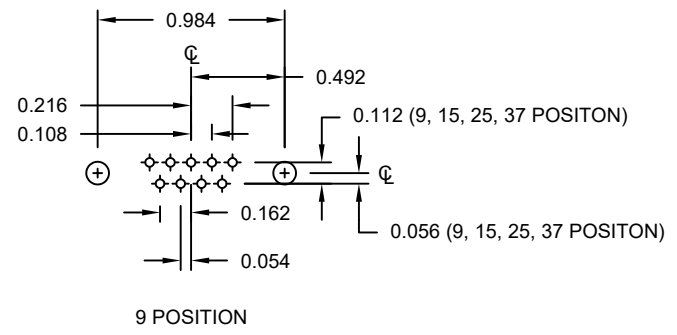 0.984
℄
0.492
0.216
0.112 (9, 15, 25, 37 POSITON)
0.108
℄
0.162
0.056 (9, 15, 25, 37 POSITON)
0.054
9 POSITION